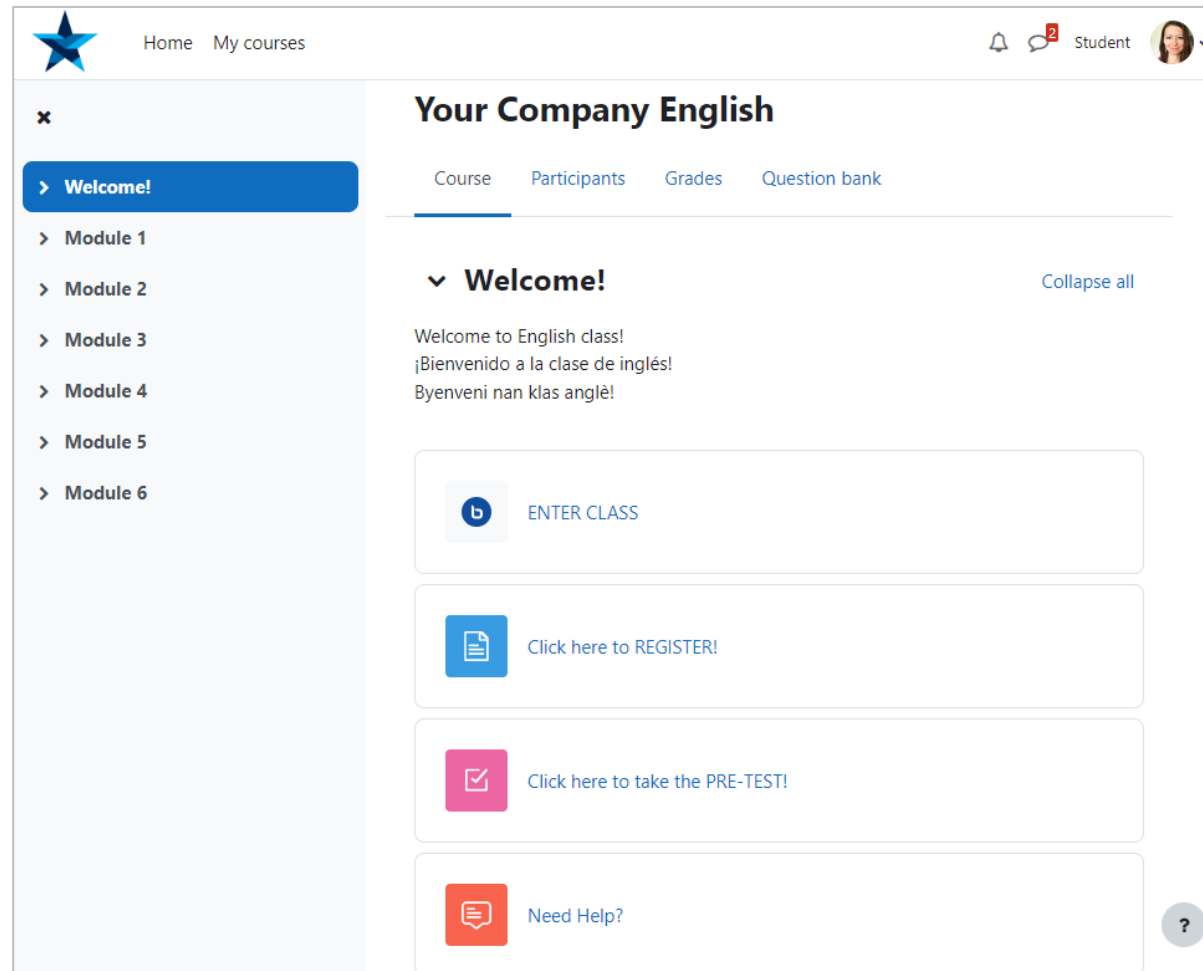 Home My courses
2 Student
Your Company English
Welcome!
Module 1
Module 2
Module 3
Module 4
Module 5
Module 6
Course Participants Grades Question bank
Welcome! Collapse all
Welcome to English class!
¡Bienvenido a la clase de inglés!
Byenveni nan klas anglè!
b ENTER CLASS
Click here to REGISTER!
Click here to take the PRE-TEST!
Need Help?
?